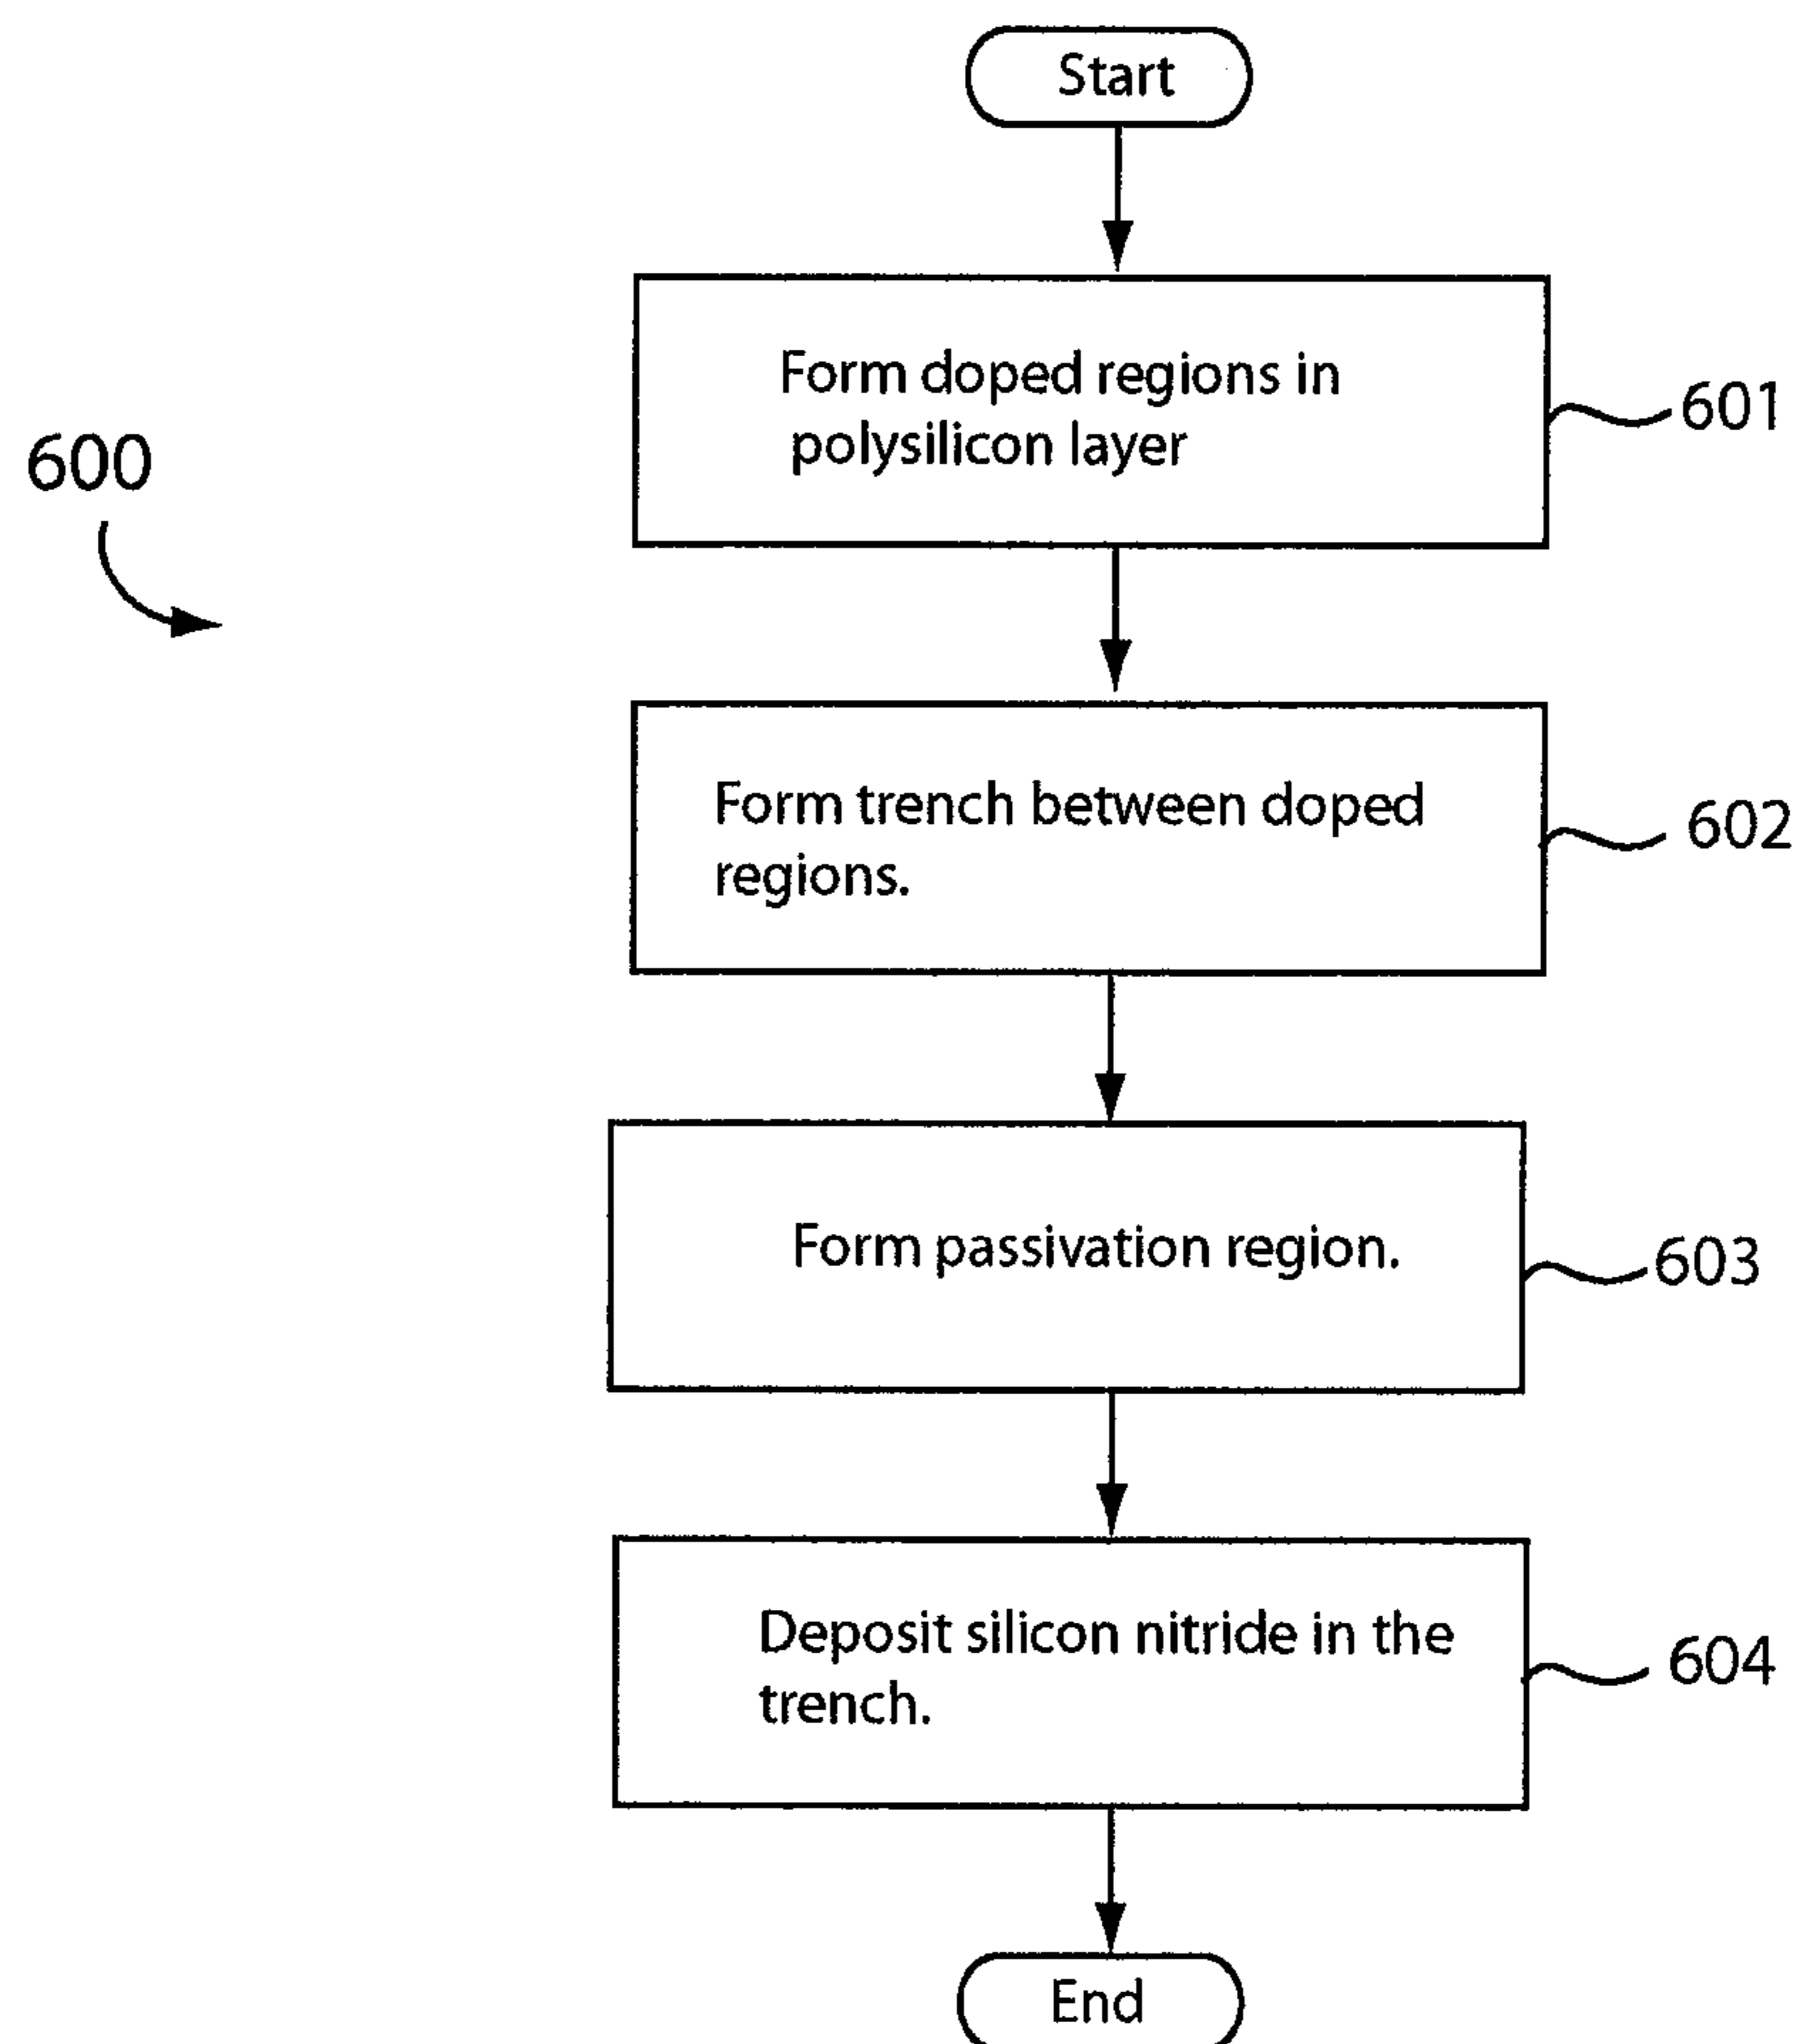 Start
Form doped regions in
polysilicon layer
601
600
Form trench between doped
regions.
602
Form passivation region.
603
Deposit silicon nitride in the
trench.
604
End